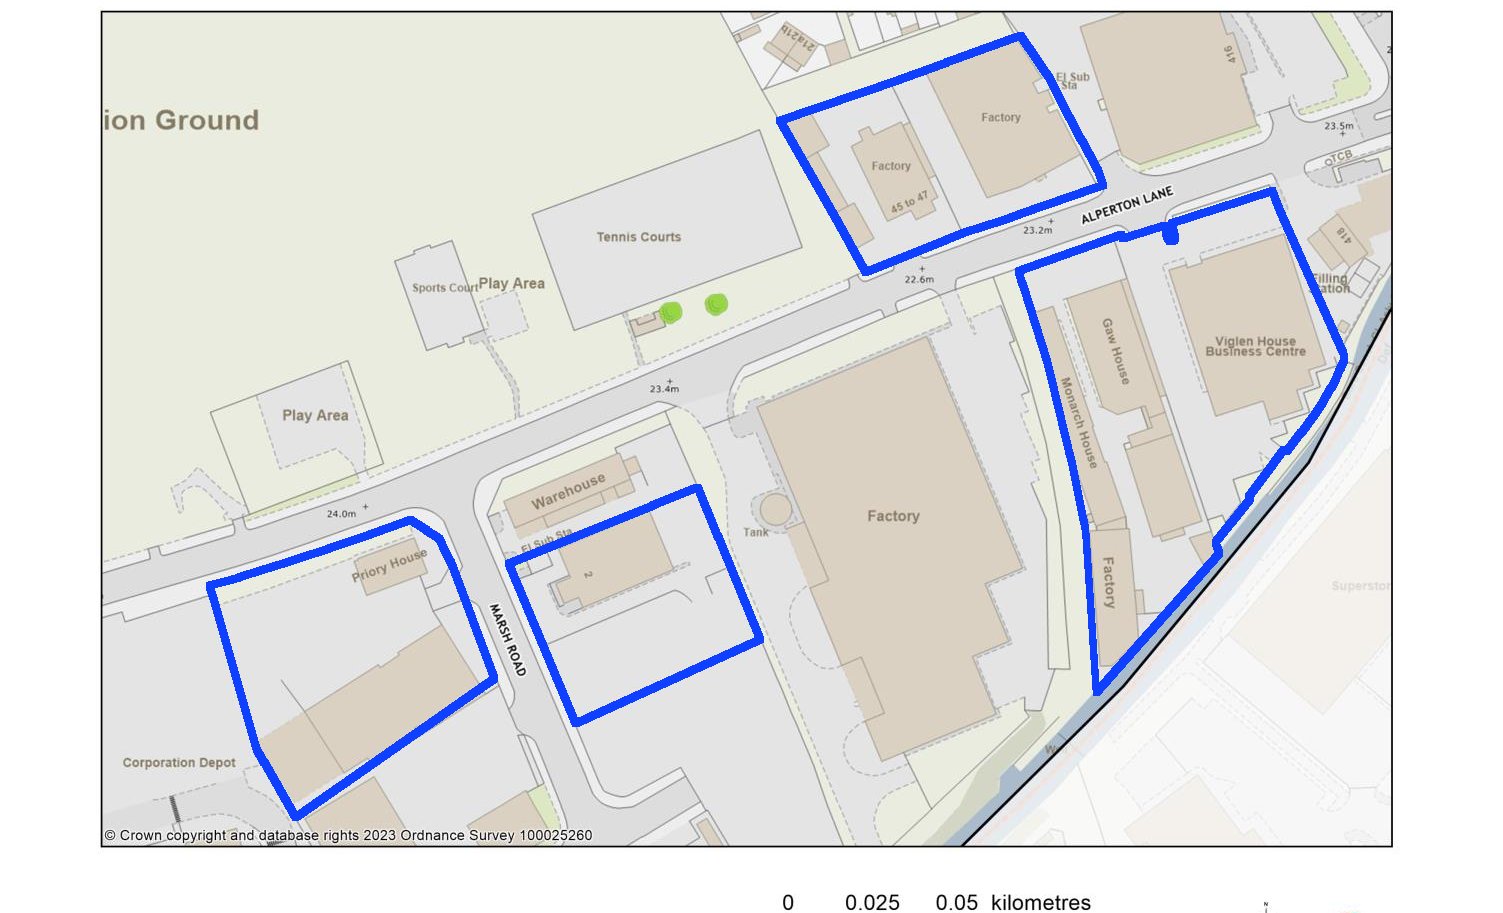 21a21b
416
El Sub
Sta
ion Ground
Factory
23.5m
TCB
Factory
45 to 47
ALPERTON LANE
23.2m
Tennis Courts
418
22.6m
Sports Court
Play Area
Filling
Station
Gaw House
Viglen House
Business Centre
23.4m
Play Area
Monarch House
Warehouse
24.0m
El Sub Sta
Tank
Factory
Priory House
2
Factory
Superstor
MARSH ROAD
Corporation Depot
W
© Crown copyright and database rights 2023 Ordnance Survey 100025260
0 0.025 0.05 kilometres
N